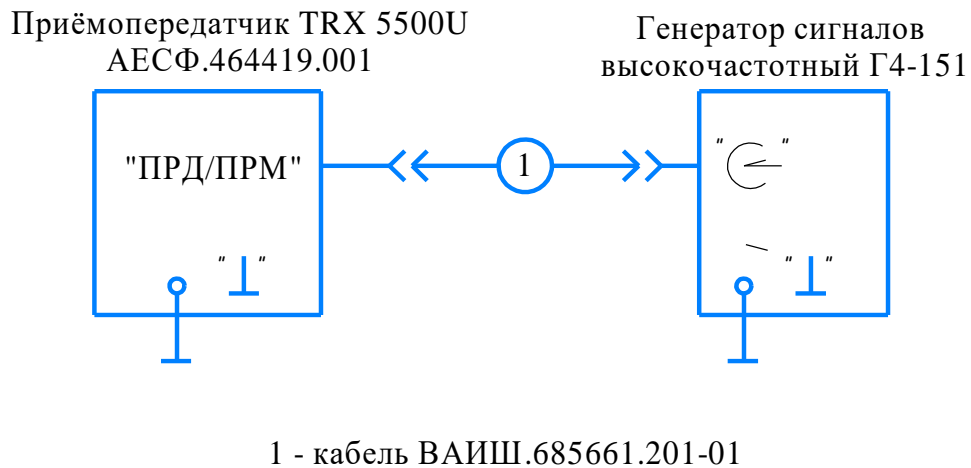 Приёмопередатчик TRX 5500U
АЕСФ.464419.001
Генератор сигналов
высокочастотный Г4-151
"ПРД/ПРМ"
1
1 - кабель ВАИШ.685661.201-01